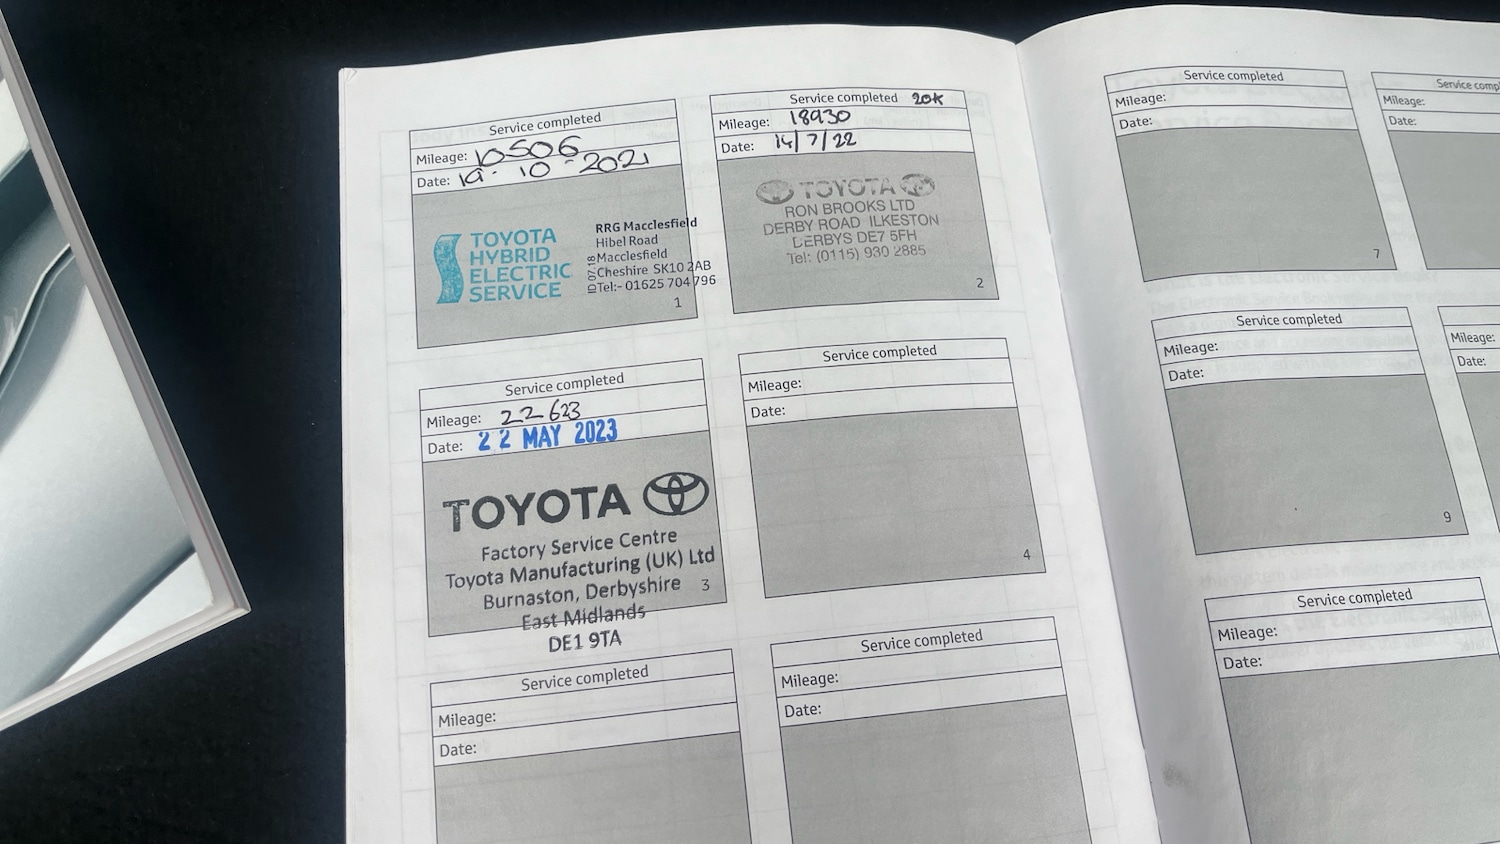 Service completed
Mileage: 10506
Date: 19-10-2021
TOYOTA
HYBRID
ELECTRIC
SERVICE
RRG Macclesfield
Hibel Road
Macclesfield
Cheshire SK10 2AB
Tel:- 01625 704 796
1
Service completed 20K
Mileage: 18930
Date: 14/7/22
TOYOTA
RON BROOKS LTD
DERBY ROAD ILKESTON
DERBYS DE7 5FH
Tel: (0115) 930 2885
2
Service completed
Mileage: 22623
Date: 22 MAY 2023
TOYOTA
Factory Service Centre
Toyota Manufacturing (UK) Ltd
Burnaston, Derbyshire
East Midlands
DE1 9TA
3
Service completed
Mileage:
Date:
4
Service completed
Mileage:
Date:
Service completed
Mileage:
Date:
Service completed
Mileage:
Date:
7
Service comp
Mileage:
Date:
Service completed
Mileage:
Date:
9
Mileage:
Date:
Service completed
Mileage:
Date: